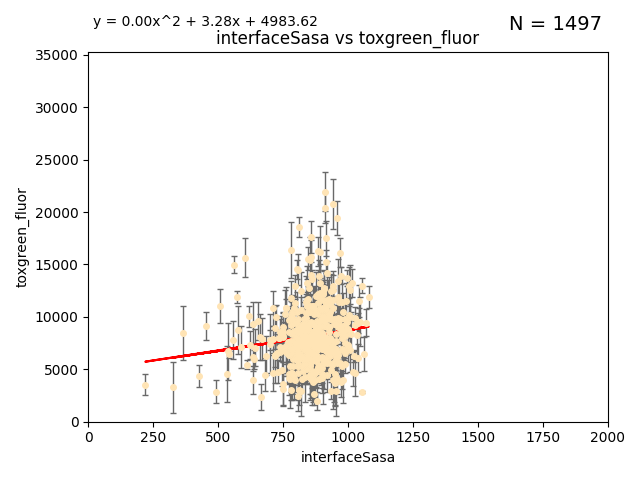 y = 0.00x^2 + 3.28x + 4983.62
N = 1497
interfaceSasa vs toxgreen_fluor
35000
30000
25000
20000
15000
10000
5000
0
toxgreen_fluor
0 250 500 750 1000 1250 1500 1750 2000
interfaceSasa